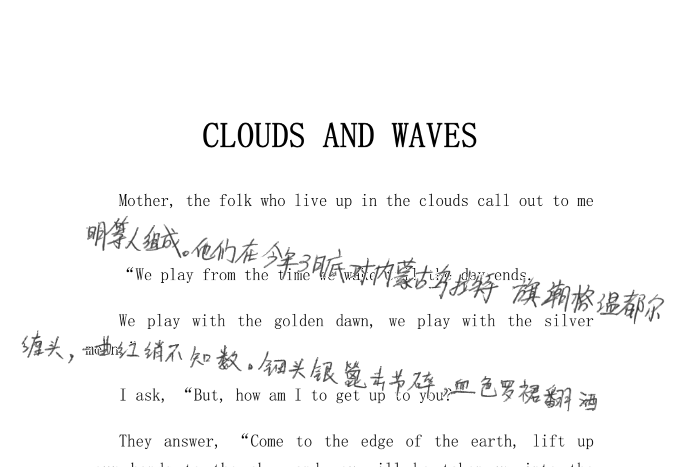 CLOUDS AND WAVES
Mother, the folk who live up in the clouds call out to me
明等人组成。他们在今年3月底对内蒙古乌拉特 旗潮格温都尔
“We play from the time we wake till the day ends.
We play with the golden dawn, we play with the silver
缠头，一曲红绡不知数。钿头银篦击节碎,血色罗裙翻酒
moon.”
I ask, “But, how am I to get up to you?”
They answer, “Come to the edge of the earth, lift up